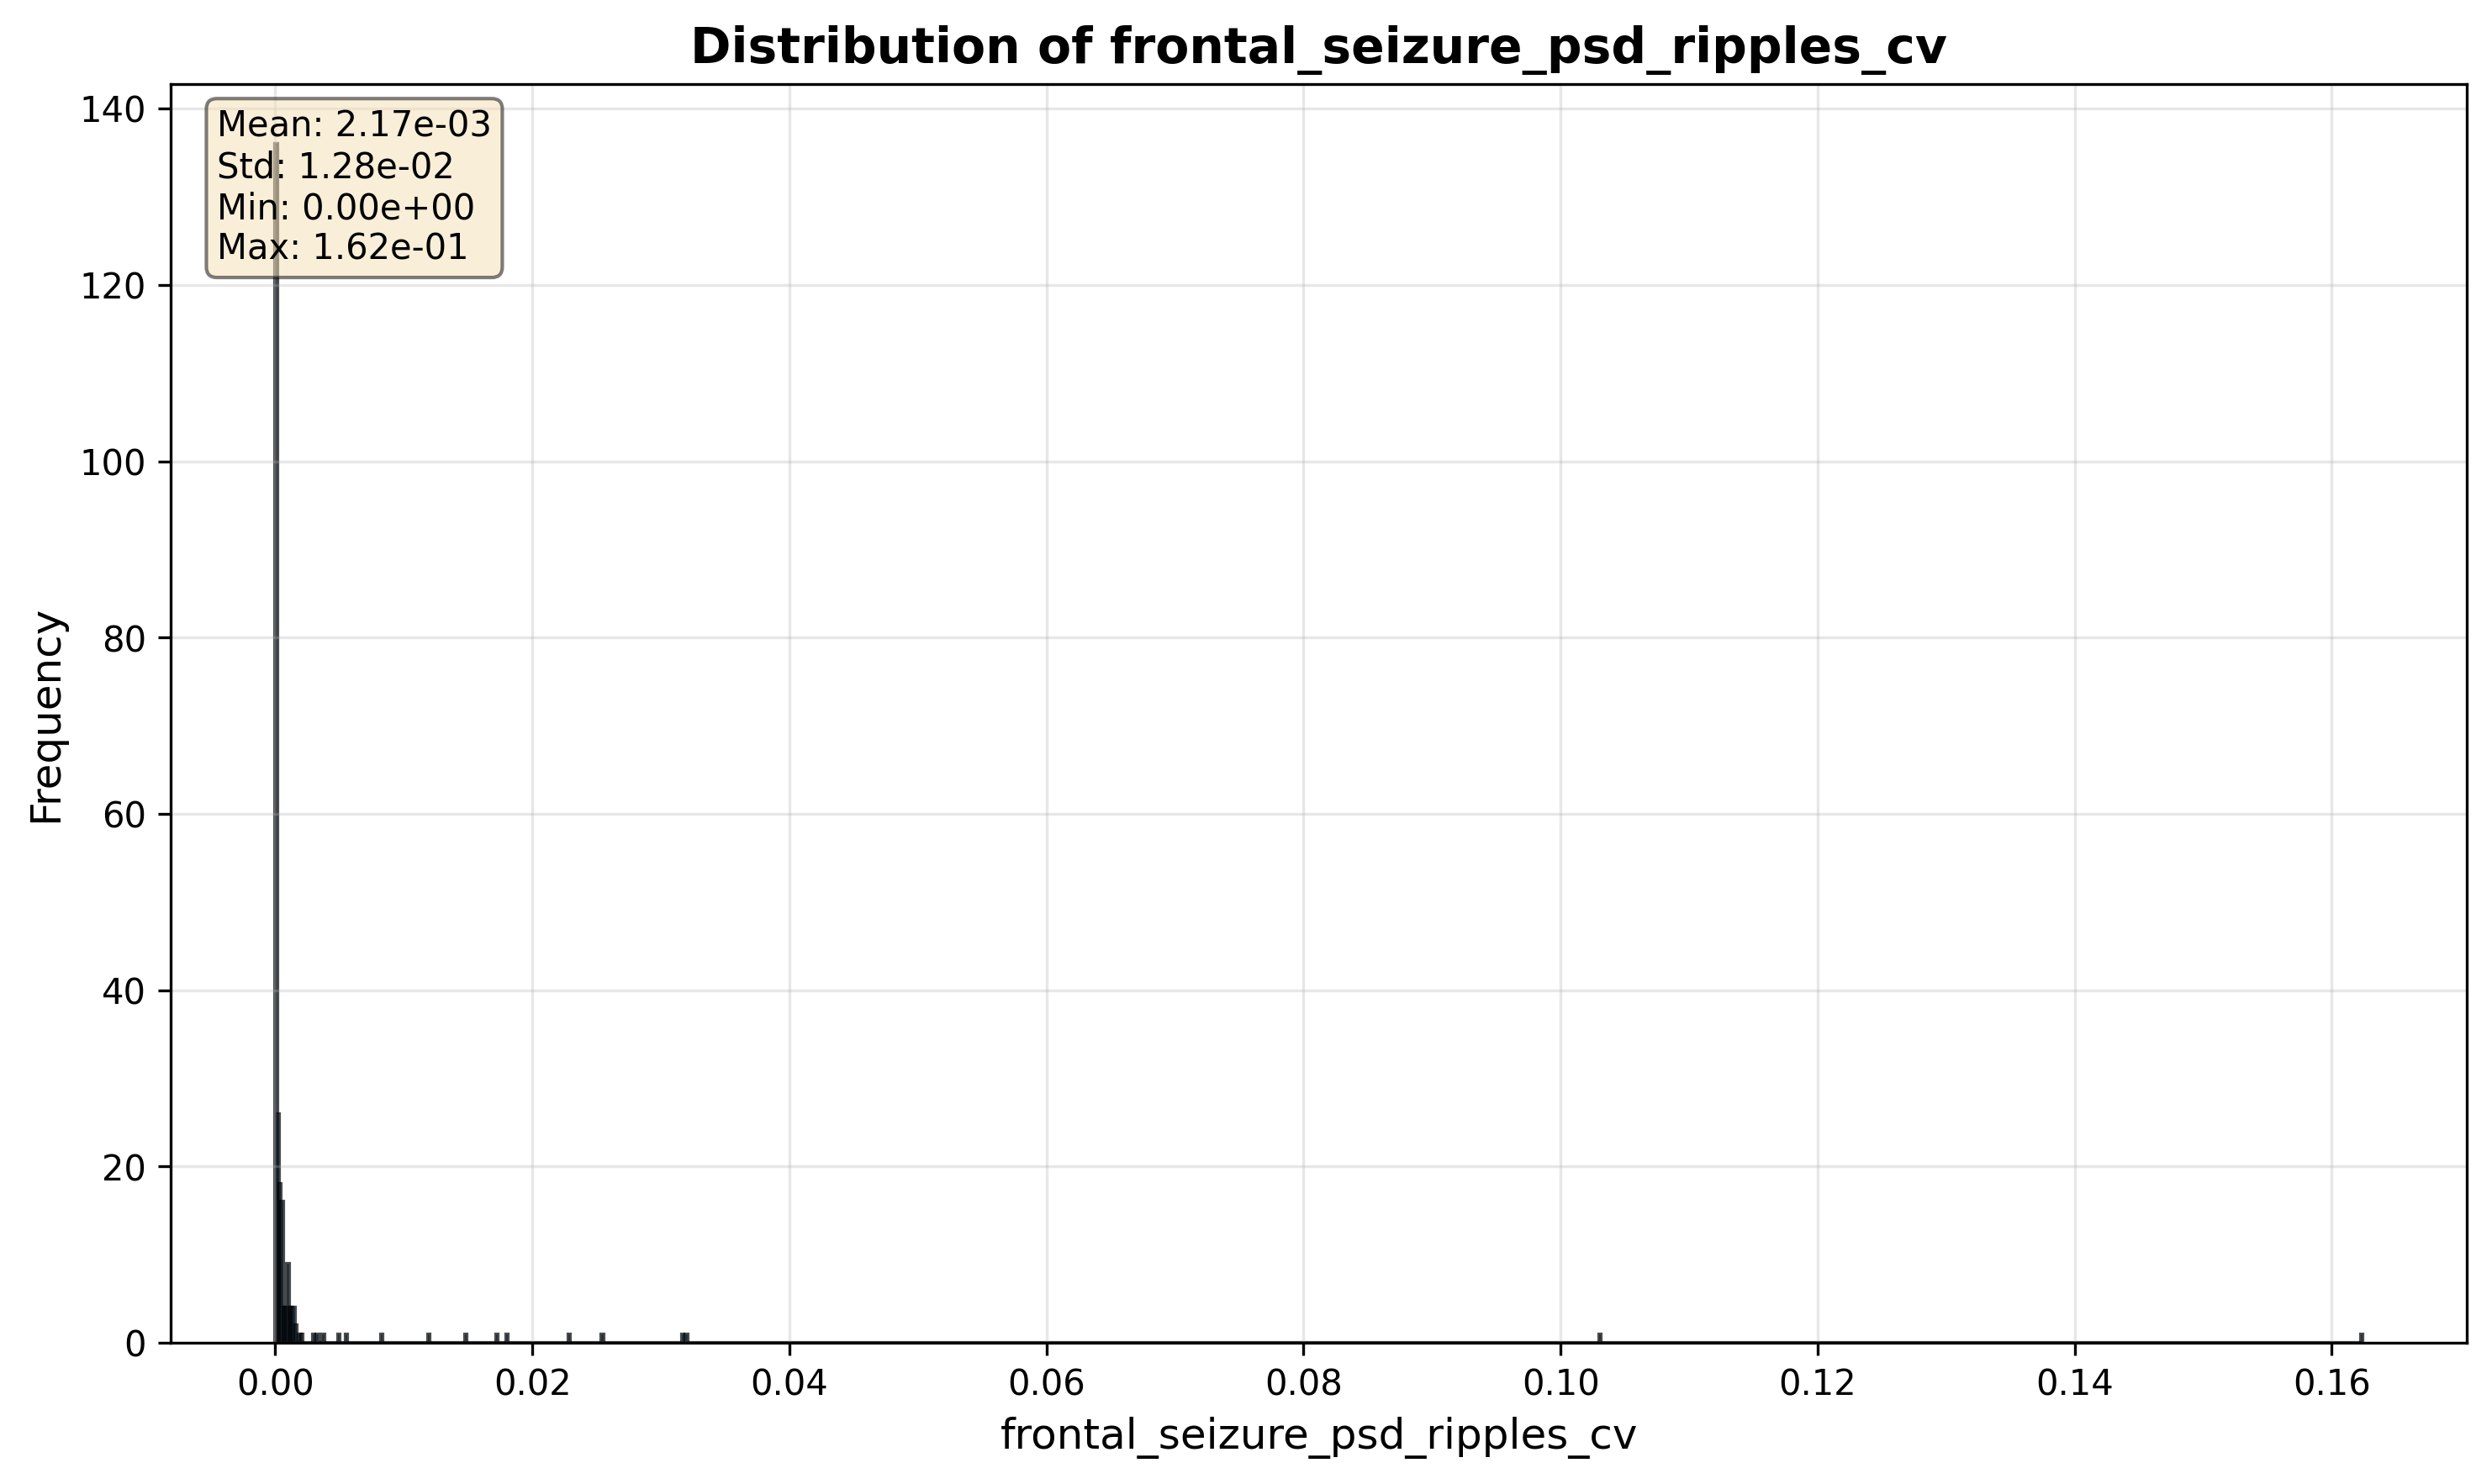 Distribution of frontal_seizure_psd_ripples_cv
Mean: 2.17e-03
Std: 1.28e-02
Min: 0.00e+00
Max: 1.62e-01
140
120
100
80
60
40
20
0
Frequency
0.00 0.02 0.04 0.06 0.08 0.10 0.12 0.14 0.16
frontal_seizure_psd_ripples_cv